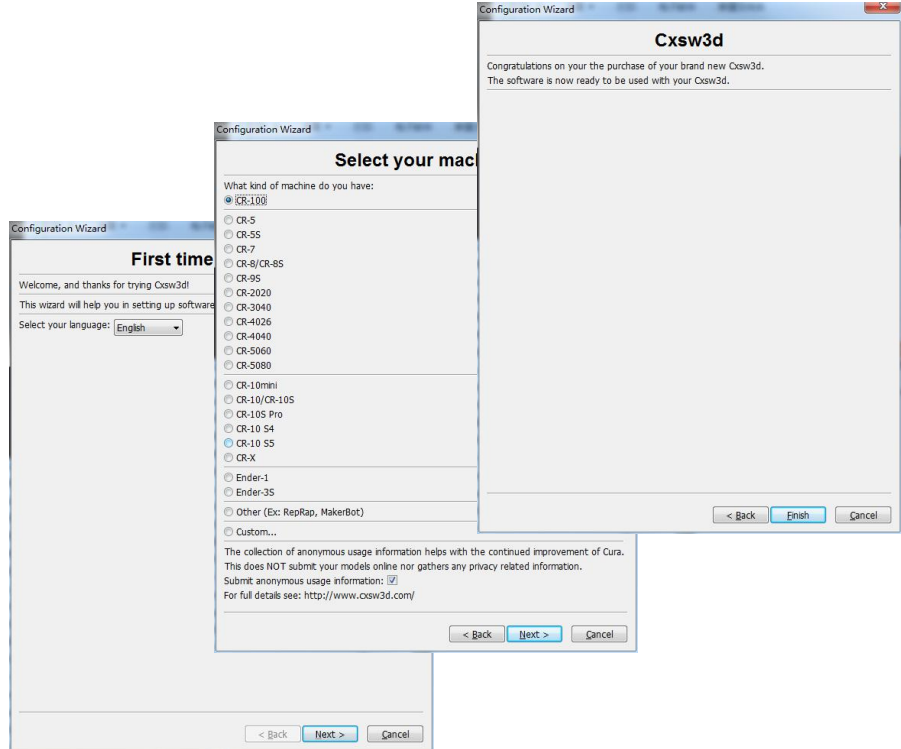 Configuration Wizard
First time
Welcome, and thanks for trying Cxsw3d!
This wizard will help you in setting up software
Select your language: English
< Back Next > Cancel
Configuration Wizard
Select your mac
What kind of machine do you have:
CR-100
CR-5
CR-5S
CR-7
CR-8/CR-8S
CR-9S
CR-2020
CR-3040
CR-4026
CR-4040
CR-5060
CR-5080
CR-10mini
CR-10/CR-10S
CR-10S Pro
CR-10 S4
CR-10 S5
CR-X
Ender-1
Ender-3S
Other (Ex: RepRap, MakerBot)
Custom...
The collection of anonymous usage information helps with the continued improvement of Cura.
This does NOT submit your models online nor gathers any privacy related information.
Submit anonymous usage information:
For full details see: http://www.cxsw3d.com/
< Back Next > Cancel
Configuration Wizard
Cxsw3d
Congratulations on your the purchase of your brand new Cxsw3d.
The software is now ready to be used with your Cxsw3d.
< Back Finish Cancel